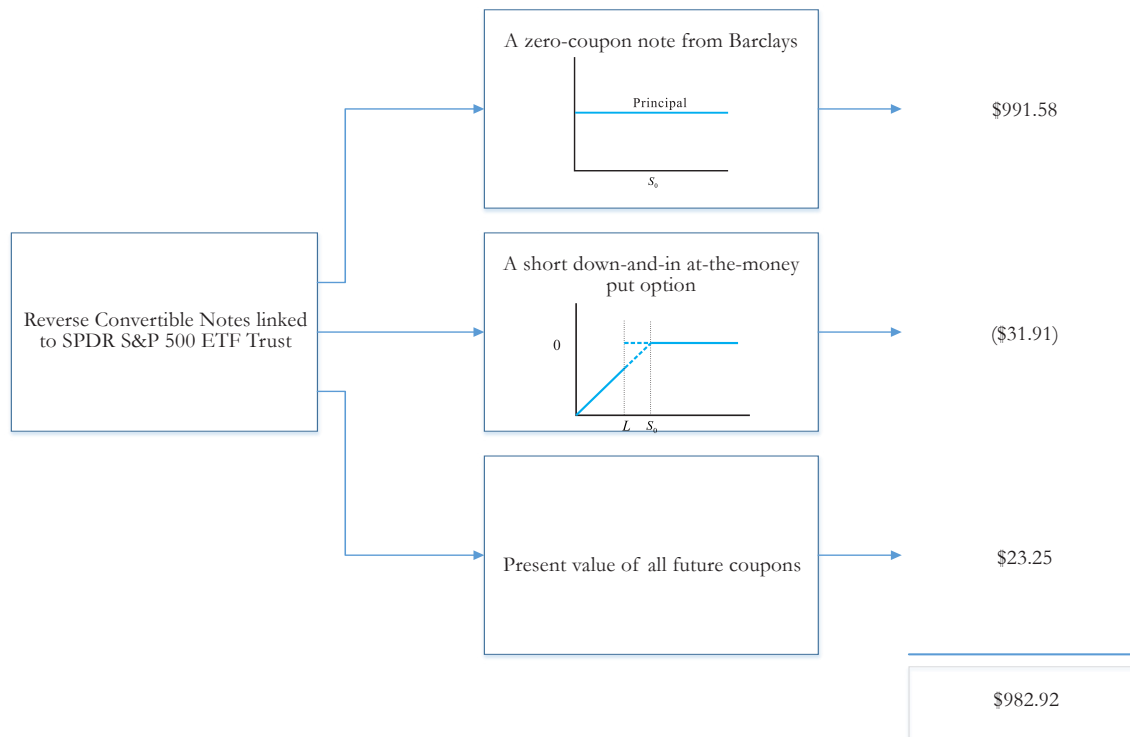 A zero-coupon note from Barclays
Principal
S₀
$991.58
Reverse Convertible Notes linked
to SPDR S&P 500 ETF Trust
A short down-and-in at-the-money
put option
0
L S₀
($31.91)
Present value of all future coupons
$23.25
$982.92